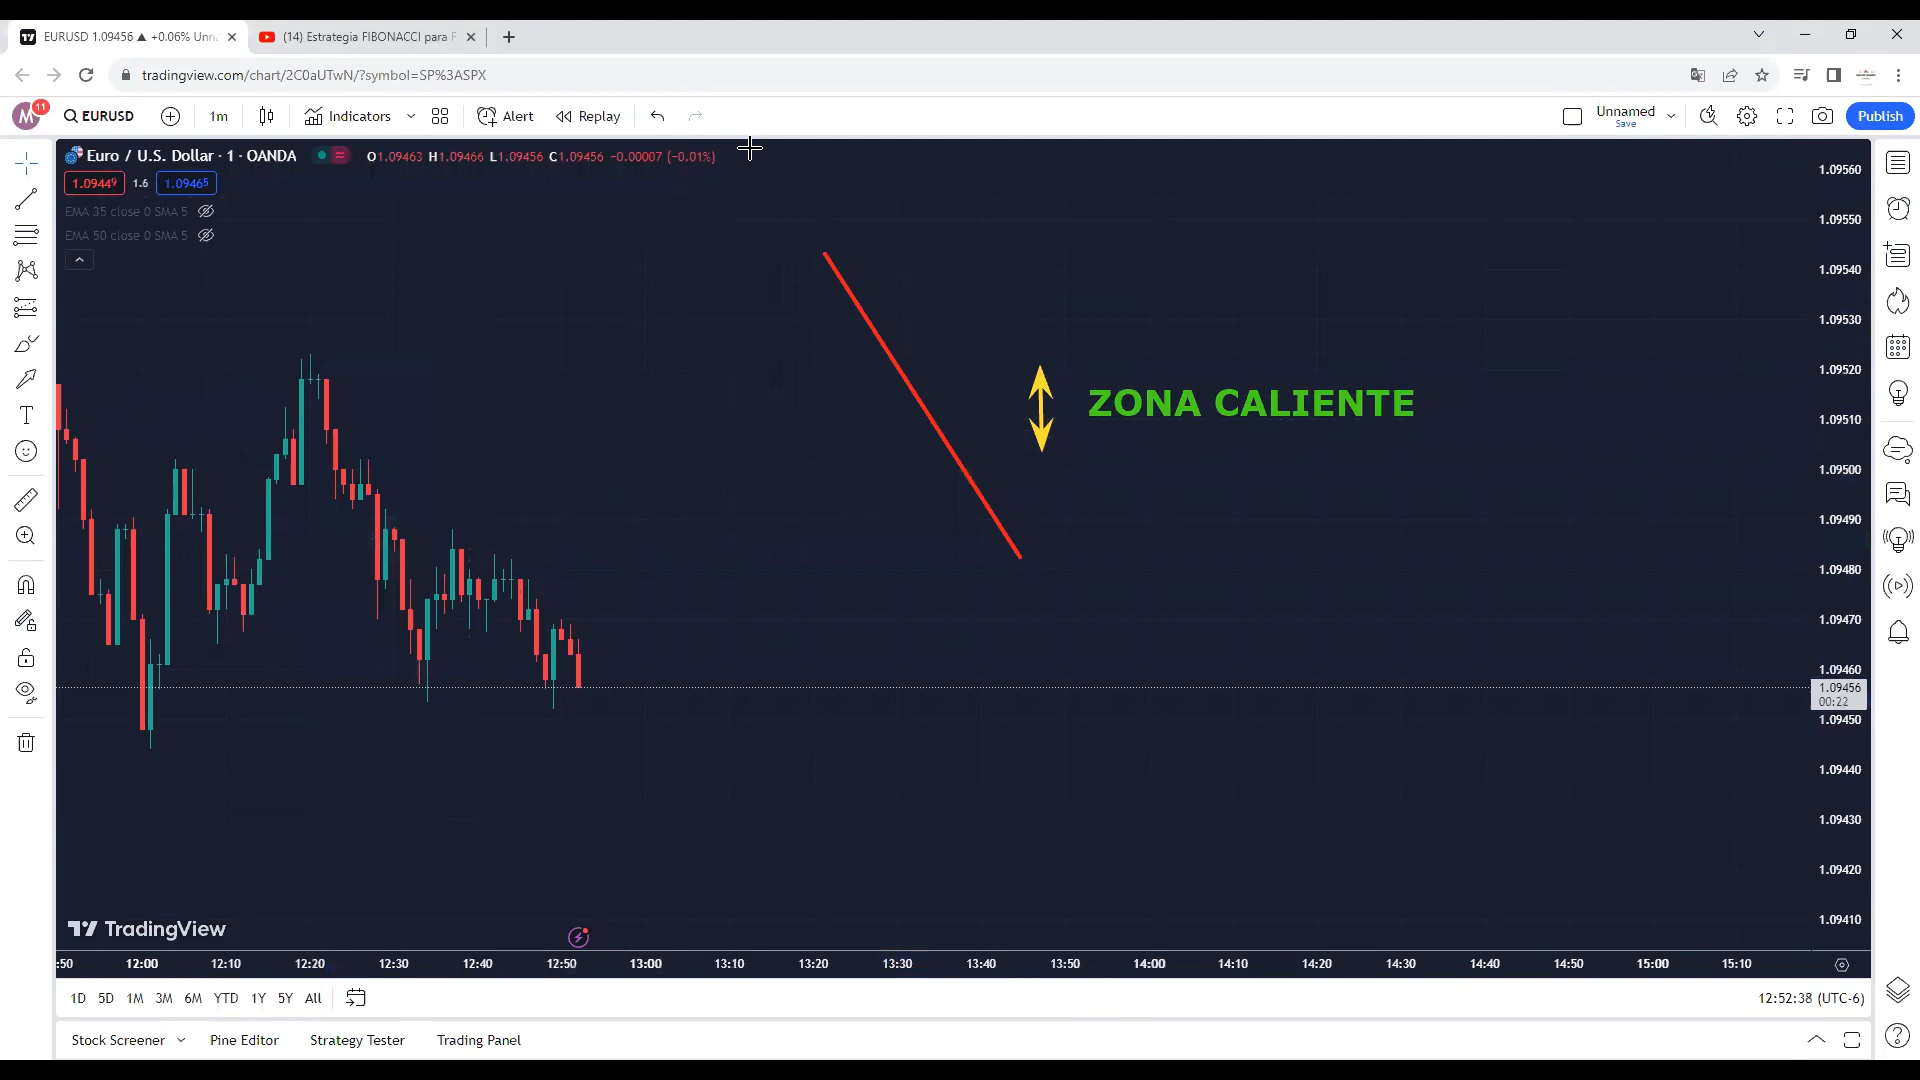 EURUSD 1.09456 ▲ +0.06% Unn
(14) Estrategia FIBONACCI para F
tradingview.com/chart/2C0aUTwN/?symbol=SP%3ASPX
M
11
EURUSD
1m
Indicators
Alert
Replay
Unnamed
Save
Publish
Euro / U.S. Dollar · 1 · OANDA
O1.09463 H1.09466 L1.09456 C1.09456 -0.00007 (-0.01%)
1.09449
1.6
1.09465
EMA 35 close 0 SMA 5
EMA 50 close 0 SMA 5
ZONA CALIENTE
1.09560
1.09550
1.09540
1.09530
1.09520
1.09510
1.09500
1.09490
1.09480
1.09470
1.09460
1.09456
00:22
1.09450
1.09440
1.09430
1.09420
1.09410
TradingView
:50 12:00 12:10 12:20 12:30 12:40 12:50 13:00 13:10 13:20 13:30 13:40 13:50 14:00 14:10 14:20 14:30 14:40 14:50 15:00 15:10
1D 5D 1M 3M 6M YTD 1Y 5Y All
12:52:38 (UTC-6)
Stock Screener Pine Editor Strategy Tester Trading Panel